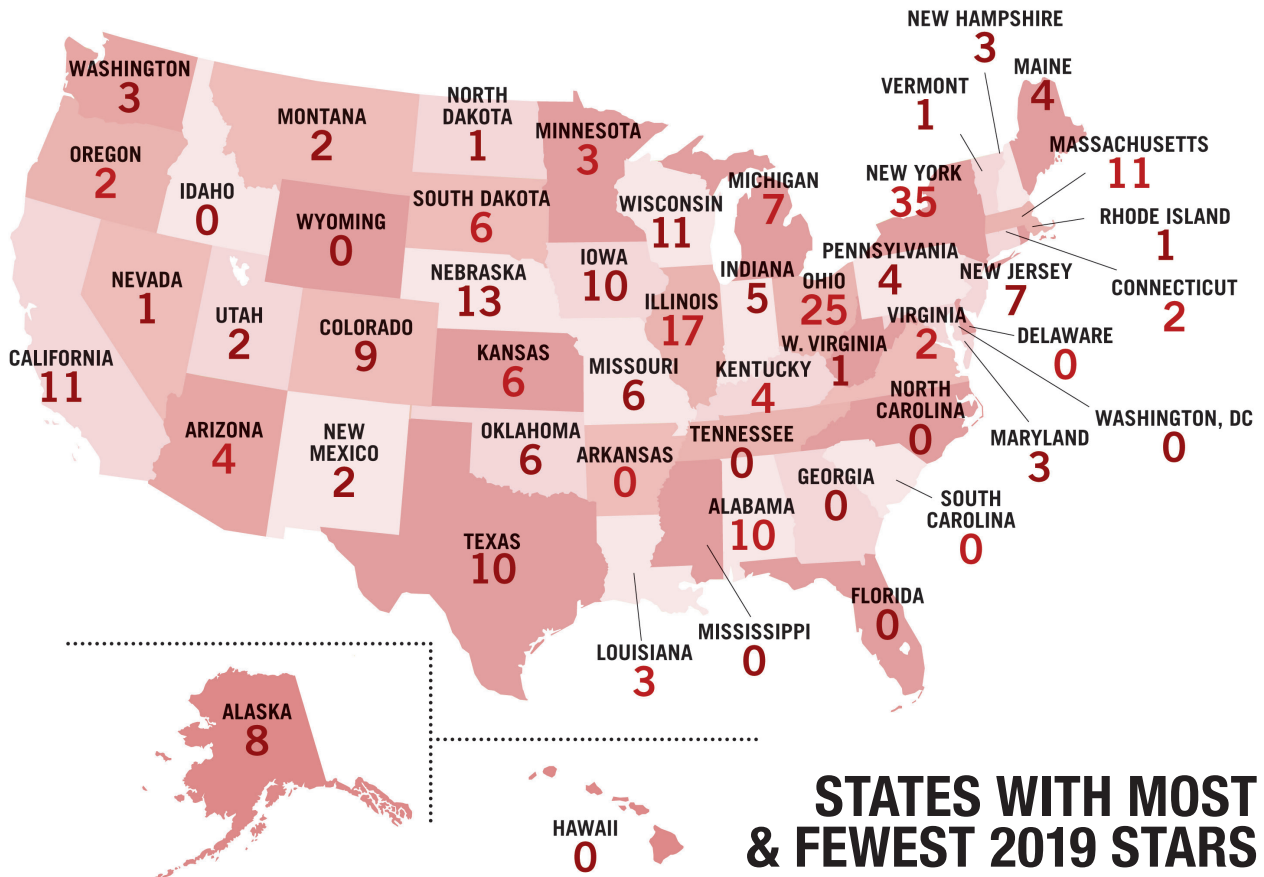 NEW HAMPSHIRE
3
WASHINGTON
3
VERMONT
1
MAINE
4
MONTANA
2
NORTH
DAKOTA
1
MINNESOTA
3
OREGON
2
IDAHO
0
WYOMING
0
SOUTH DAKOTA
6
WISCONSIN
11
MICHIGAN
7
NEW YORK
35
MASSACHUSETTS
11
RHODE ISLAND
1
CONNECTICUT
2
NEVADA
1
UTAH
2
COLORADO
9
NEBRASKA
13
IOWA
10
ILLINOIS
17
INDIANA
5
OHIO
25
PENNSYLVANIA
4
NEW JERSEY
7
CALIFORNIA
11
KANSAS
6
MISSOURI
6
KENTUCKY
4
W. VIRGINIA
1
VIRGINIA
2
DELAWARE
0
WASHINGTON, DC
0
MARYLAND
3
ARIZONA
4
NEW
MEXICO
2
OKLAHOMA
6
ARKANSAS
0
TENNESSEE
0
NORTH
CAROLINA
0
SOUTH
CAROLINA
0
TEXAS
10
ALABAMA
10
GEORGIA
0
LOUISIANA
3
MISSISSIPPI
0
FLORIDA
0
ALASKA
8
HAWAII
0
STATES WITH MOST
& FEWEST 2019 STARS